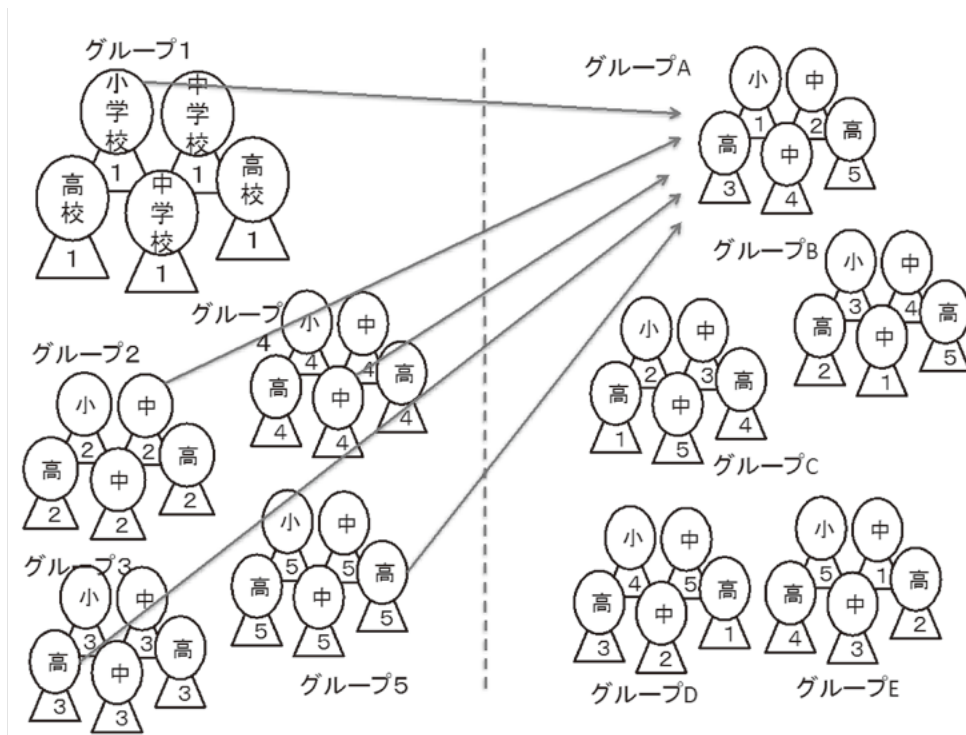 グループ1
小学校
1
中学校
1
高校
1
中学校
1
高校
1
グループ2
小
2
中
2
高
2
中
2
高
2
グループ3
小
3
中
3
高
3
中
3
高
3
グループ
4
小
4
中
4
高
4
中
4
高
4
小
5
中
5
高
5
中
5
高
5
グループ5
グループA
小
1
中
2
高
3
中
4
高
5
グループB
小
3
中
4
高
2
中
1
高
5
小
2
中
3
高
1
中
5
高
4
グループC
小
4
中
5
高
3
中
2
高
1
グループD
小
5
中
1
高
4
中
3
高
2
グループE